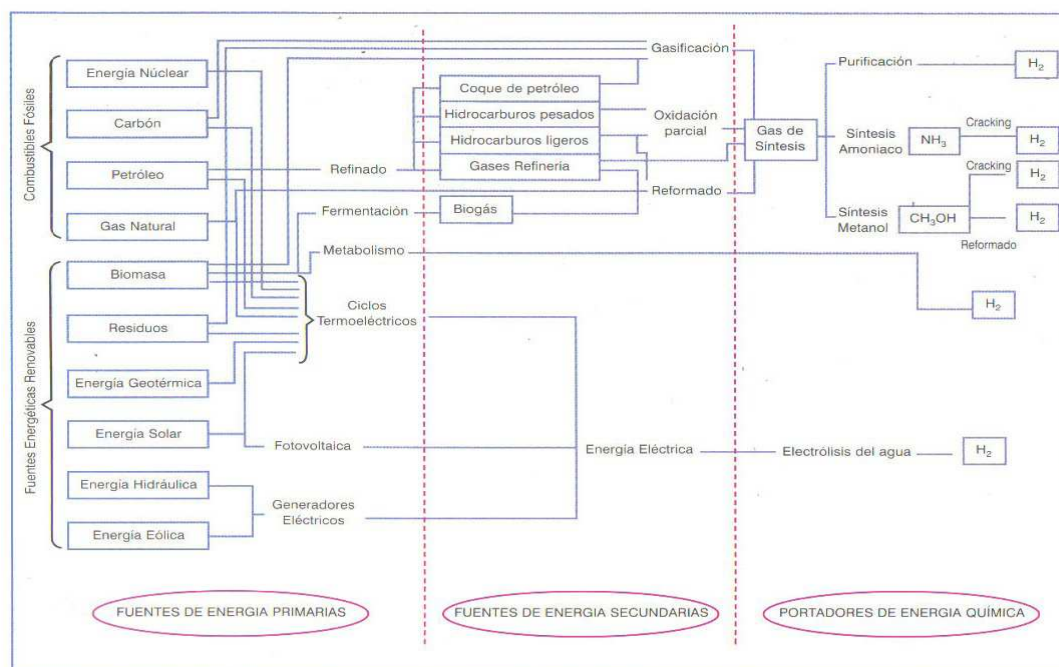 Combustibles Fósiles
Energía Núclear
Carbón
Petróleo
Gas Natural
Fuentes Energéticas Renovables
Biomasa
Residuos
Energía Geotérmica
Energía Solar
Energía Hidráulica
Energía Eólica
Refinado
Fermentación
Metabolismo
Ciclos
Termoeléctricos
Fotovoltaica
Generadores
Eléctricos
Coque de petróleo
Hidrocarburos pesados
Hidrocarburos ligeros
Gases Refineria
Biogás
Gasificación
Oxidación
parcial
Reformado
Energía Eléctrica
Gas de
Síntesis
Purificación
H2
Síntesis
Amoniaco
NH3
Cracking
H2
Cracking
H2
Síntesis
Metanol
CH3OH
H2
Reformado
H2
Electrólisis del agua
H2
FUENTES DE ENERGIA PRIMARIAS
FUENTES DE ENERGIA SECUNDARIAS
PORTADORES DE ENERGIA QUÍMICA